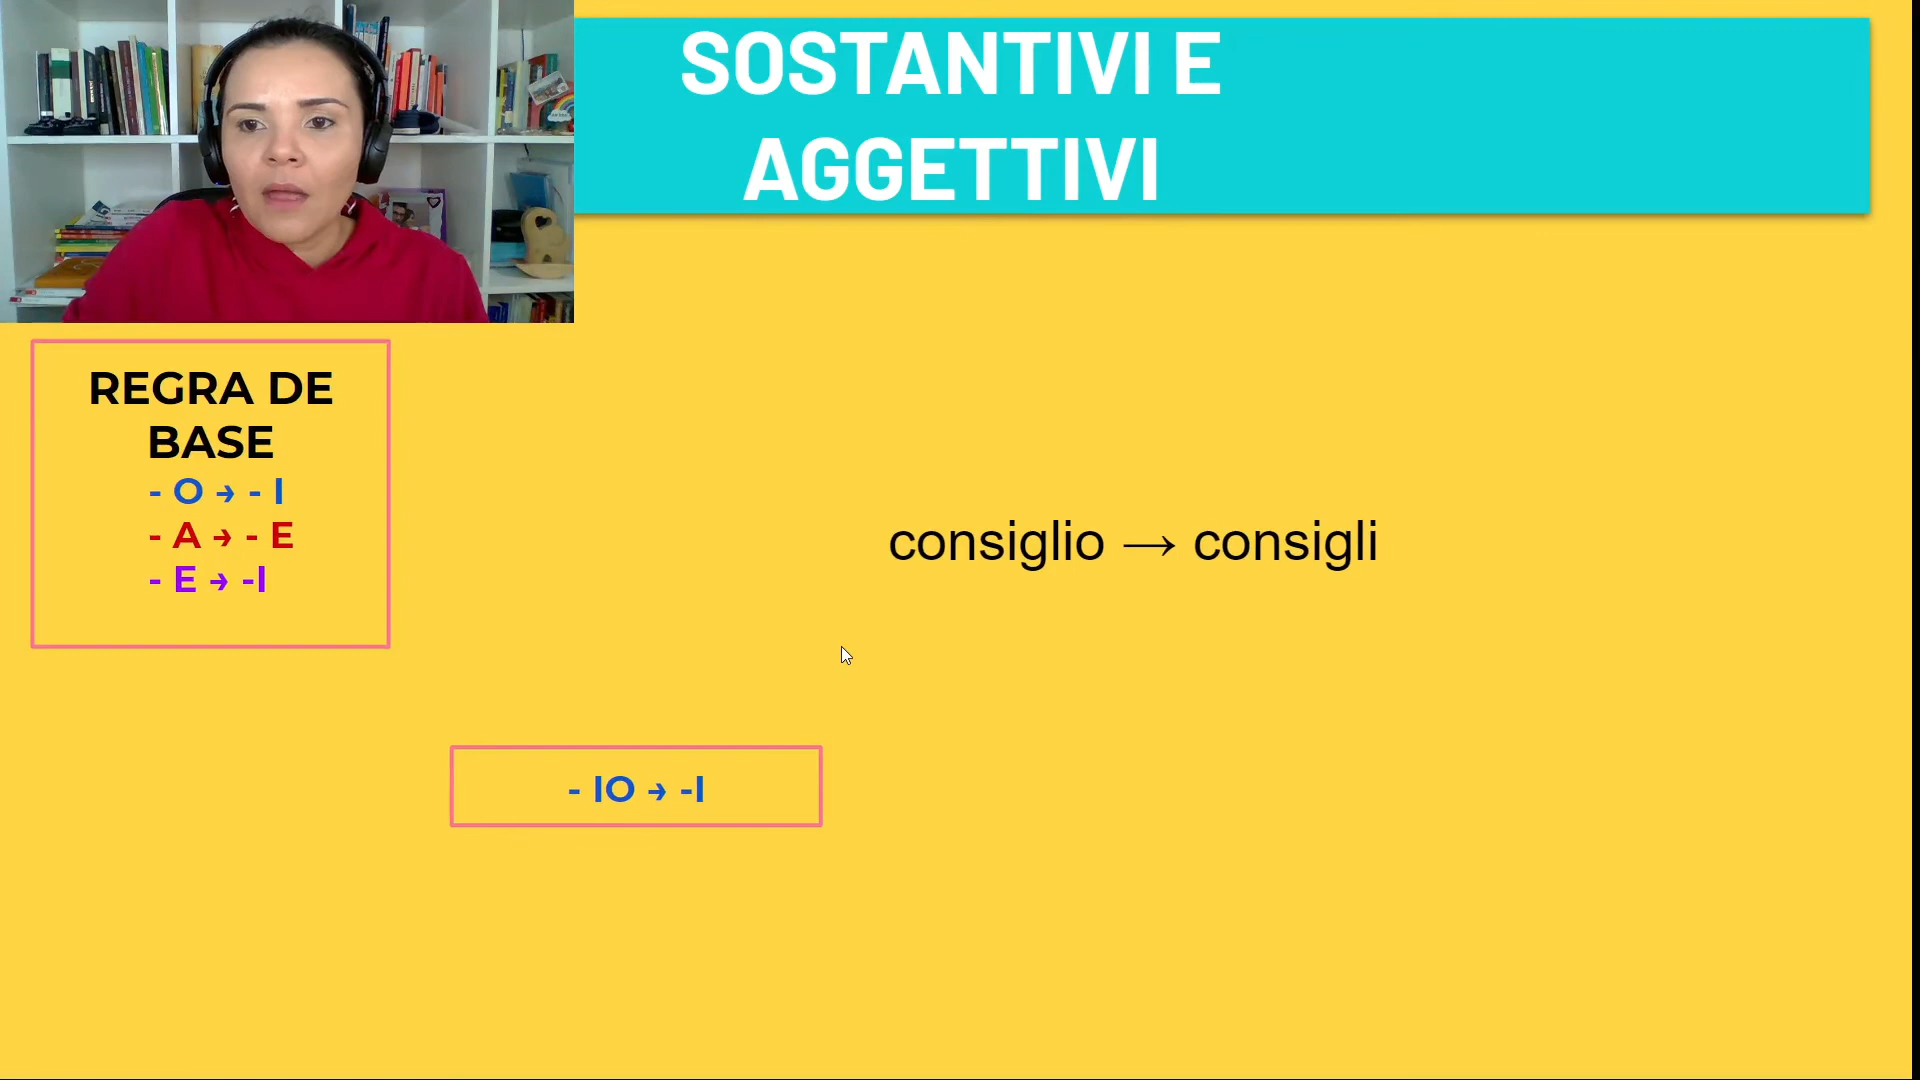 SOSTANTIVI E
AGGETTIVI
REGRA DE
BASE
- O → - I
- A → - E
- E → -I
consiglio → consigli
- IO → -I